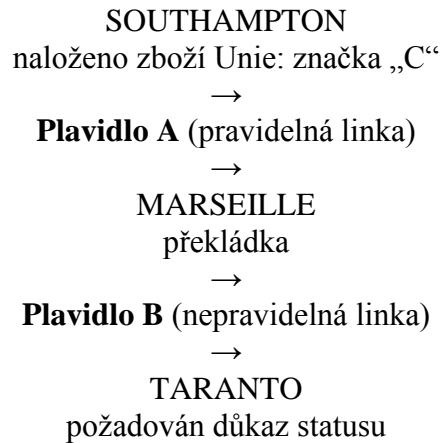 SOUTHAMPTON
naloženo zboží Unie: značka „C“
→
Plavidlo A (pravidelná linka)
→
MARSEILLE
překládka
→
Plavidlo B (nepravidelná linka)
→
TARANTO
požadován důkaz statusu